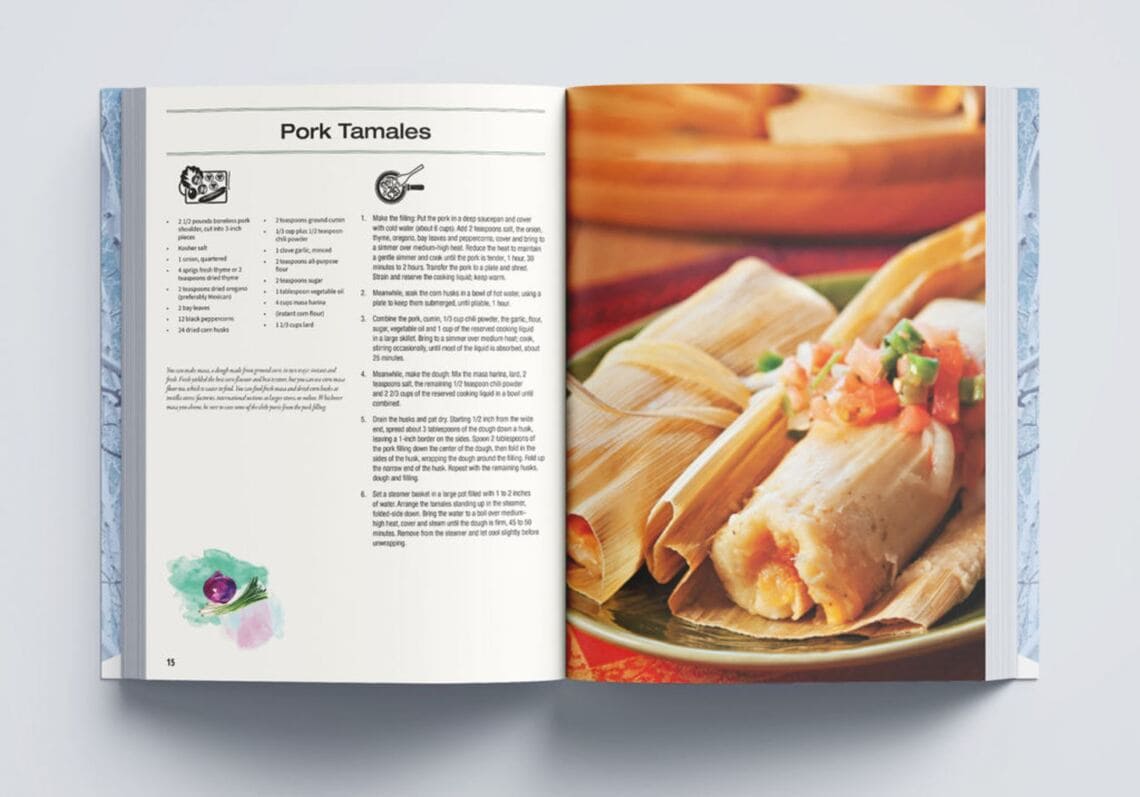 Pork Tamales
2 1/2 pounds boneless pork
shoulder, cut into 3-inch
pieces
Kosher salt
1 onion, quartered
4 sprigs fresh thyme or 2
teaspoons dried thyme
2 teaspoons dried oregano
(preferably Mexican)
2 bay leaves
12 black peppercorns
24 dried corn husks
2 teaspoons ground cumin
1/3 cup plus 1/2 teaspoon
chili powder
1 clove garlic, minced
2 teaspoons all-purpose
flour
2 teaspoons sugar
1 tablespoon vegetable oil
4 cups masa harina
(instant corn flour)
1 1/3 cups lard
You can make masa, a dough made from ground corn, in two ways: instant and
fresh. Fresh yields the best corn flavour and best texture, but you can use corn masa
flour too, which is easier to find. You can find fresh masa and dried corn husks at
tortilla stores/factories, international sections at larger stores, or online. Whichever
masa you choose, be sure to save some of the cooking liquid from the pork filling.
1. Make the filling: Put the pork in a deep saucepan and cover
with cold water (about 6 cups). Add 2 teaspoons salt, the onion,
thyme, oregano, bay leaves and peppercorns, cover and bring to
a simmer over medium-high heat. Reduce the heat to maintain
a gentle simmer and cook until the pork is tender, 1 hour, 30
minutes to 2 hours. Transfer the pork to a plate and shred.
Strain and reserve the cooking liquid; keep warm.
2. Meanwhile, soak the corn husks in a bowl of hot water, using a
plate to keep them submerged, until pliable, 1 hour.
3. Combine the pork, cumin, 1/3 cup chili powder, the garlic, flour,
sugar, vegetable oil and 1 cup of the reserved cooking liquid
in a large skillet. Bring to a simmer over medium heat; cook,
stirring occasionally, until most of the liquid is absorbed, about
25 minutes.
4. Meanwhile, make the dough: Mix the masa harina, lard, 2
teaspoons salt, the remaining 1/2 teaspoon chili powder
and 2 2/3 cups of the reserved cooking liquid in a bowl until
combined.
5. Drain the husks and pat dry. Starting 1/2 inch from the wide
end, spread about 3 tablespoons of the dough down a husk,
leaving a 1-inch border on the sides. Spoon 2 tablespoons of
the pork filling down the center of the dough, then fold in the
sides of the husk, wrapping the dough around the filling. Fold up
the narrow end of the husk. Repeat with the remaining husks,
dough and filling.
6. Set a steamer basket in a large pot filled with 1 to 2 inches
of water. Arrange the tamales standing up in the steamer,
folded-side down. Bring the water to a boil over medium-
high heat, cover and steam until the dough is firm, 45 to 50
minutes. Remove from the steamer and let cool slightly before
unwrapping.
15